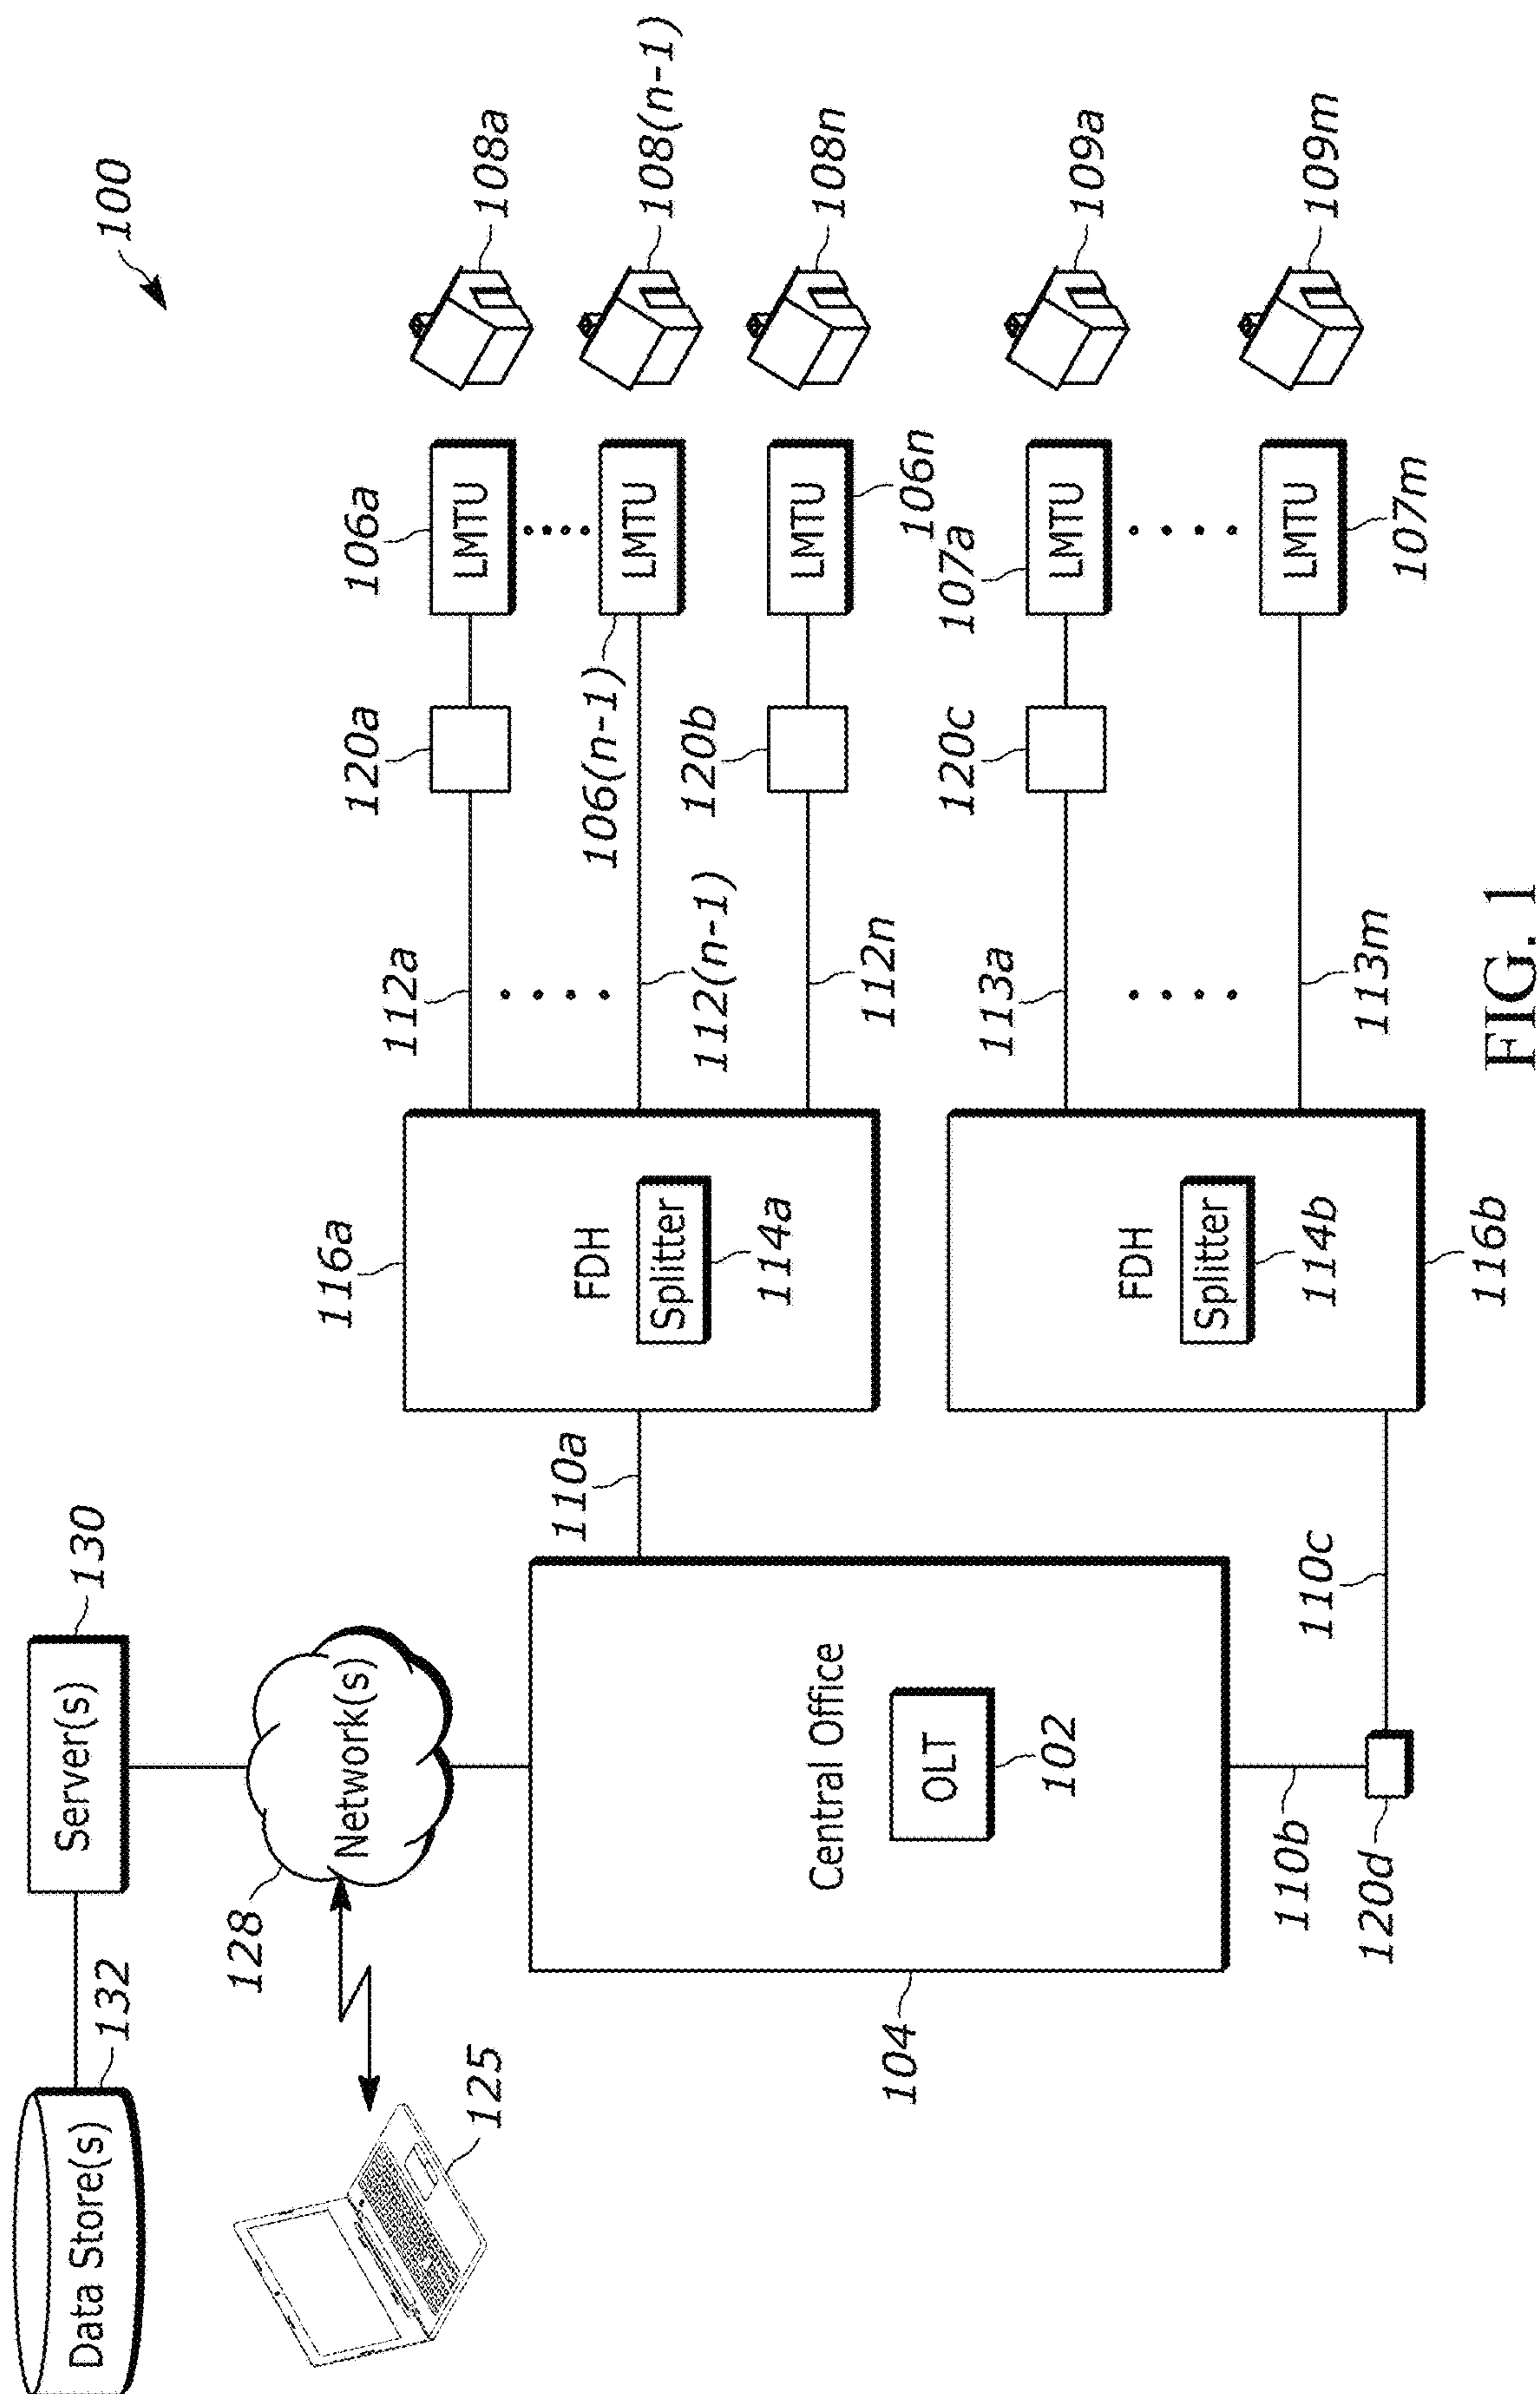 100
Data Store(s)
132
Server(s)
130
125
128
Network(s)
104
Central Office
OLT
102
110a
110b
120d
110c
116a
FDH
Splitter
114a
FDH
Splitter
114b
116b
112a
112(n-1)
112n
113a
113m
120a
106(n-1)
120b
120c
106a
LMTU
LMTU
LMTU
106n
107a
LMTU
LMTU
107m
108a
108(n-1)
108n
109a
109m
FIG. 1